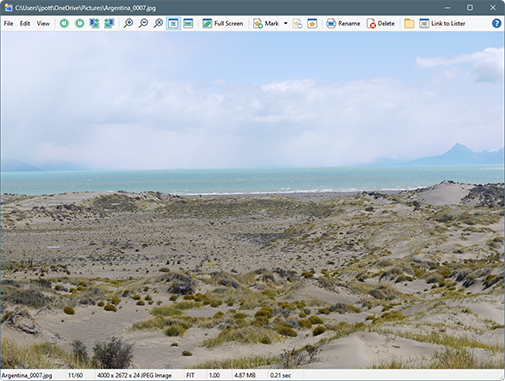 C:\Users\jpott\OneDrive\Pictures\Argentina_0007.jpg
File Edit View Full Screen Mark Rename Delete Link to Lister
Argentina_0007.jpg 11/60 4000 x 2672 x 24 JPEG Image FIT 1.00 4.87 MB 0.21 sec